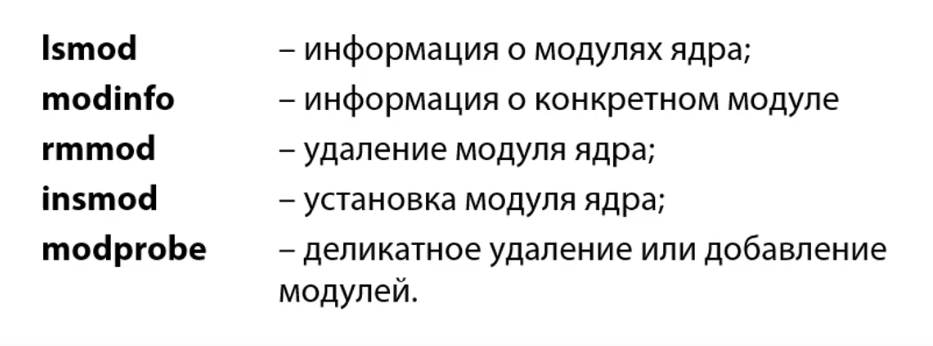 lsmod – информация о модулях ядра;
modinfo – информация о конкретном модуле
rmmod – удаление модуля ядра;
insmod – установка модуля ядра;
modprobe – деликатное удаление или добавление
модулей.